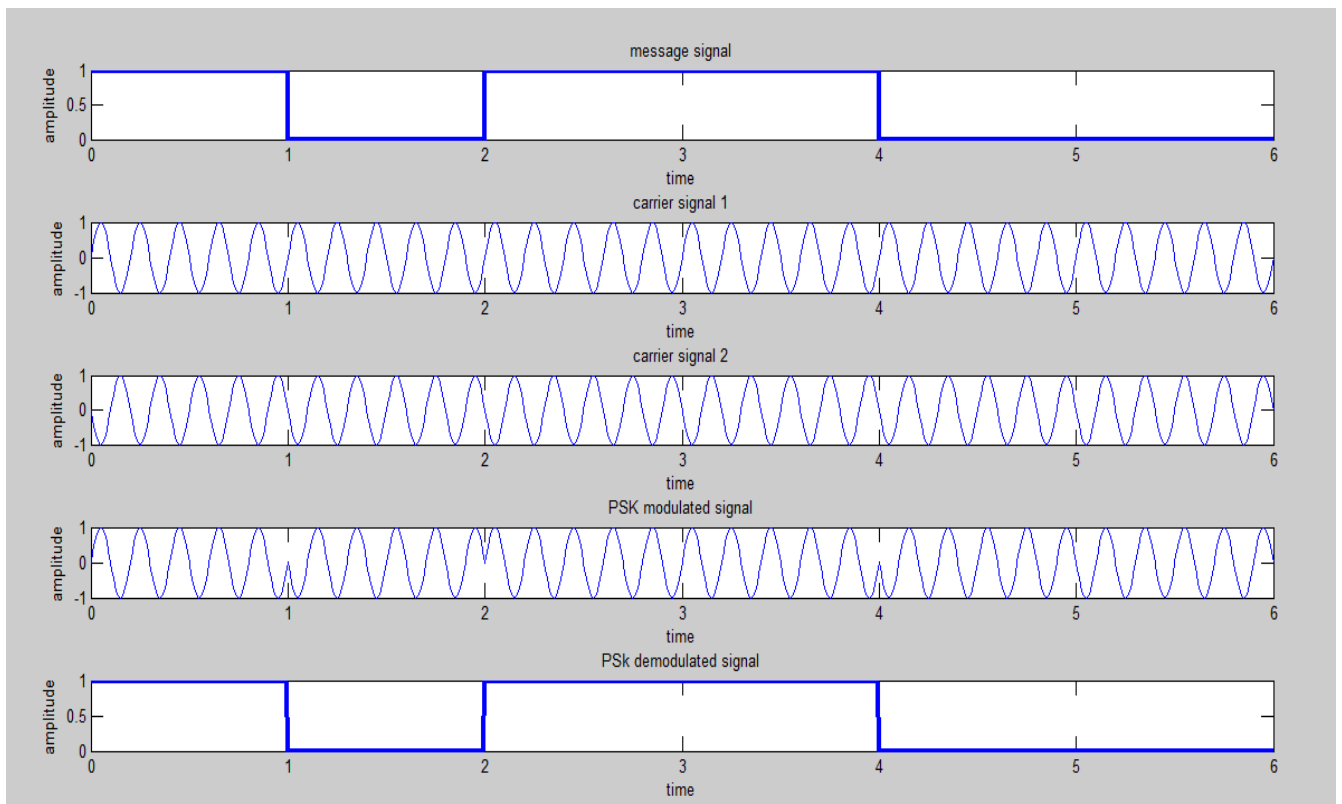 message signal
amplitude
1
0.5
0
0 1 2 3 4 5 6
time
carrier signal 1
amplitude
1
0
-1
0 1 2 3 4 5 6
time
carrier signal 2
amplitude
1
0
-1
0 1 2 3 4 5 6
time
PSK modulated signal
amplitude
1
0
-1
0 1 2 3 4 5 6
time
PSk demodulated signal
amplitude
1
0.5
0
0 1 2 3 4 5 6
time